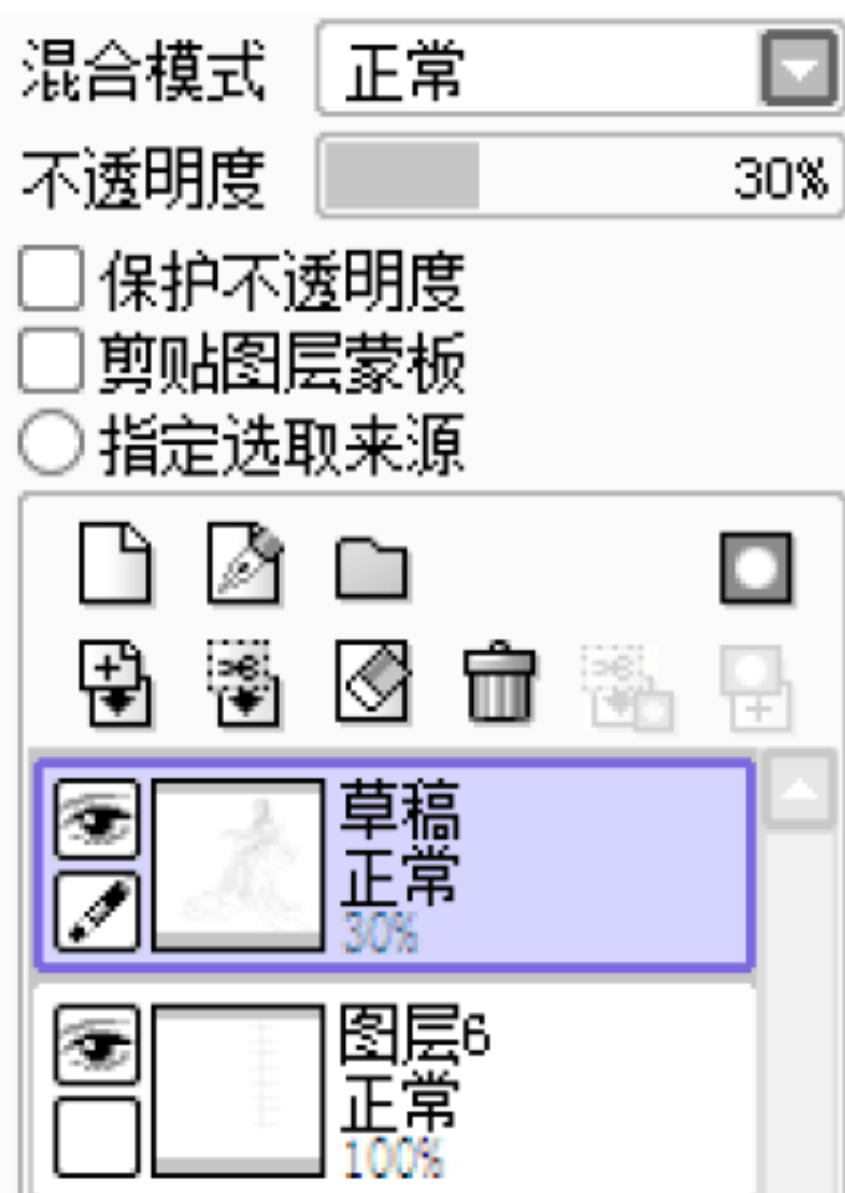 混合模式 正常
不透明度 30%
保护不透明度
剪贴图层蒙板
指定选取来源
草稿
正常
30%
图层6
正常
100%